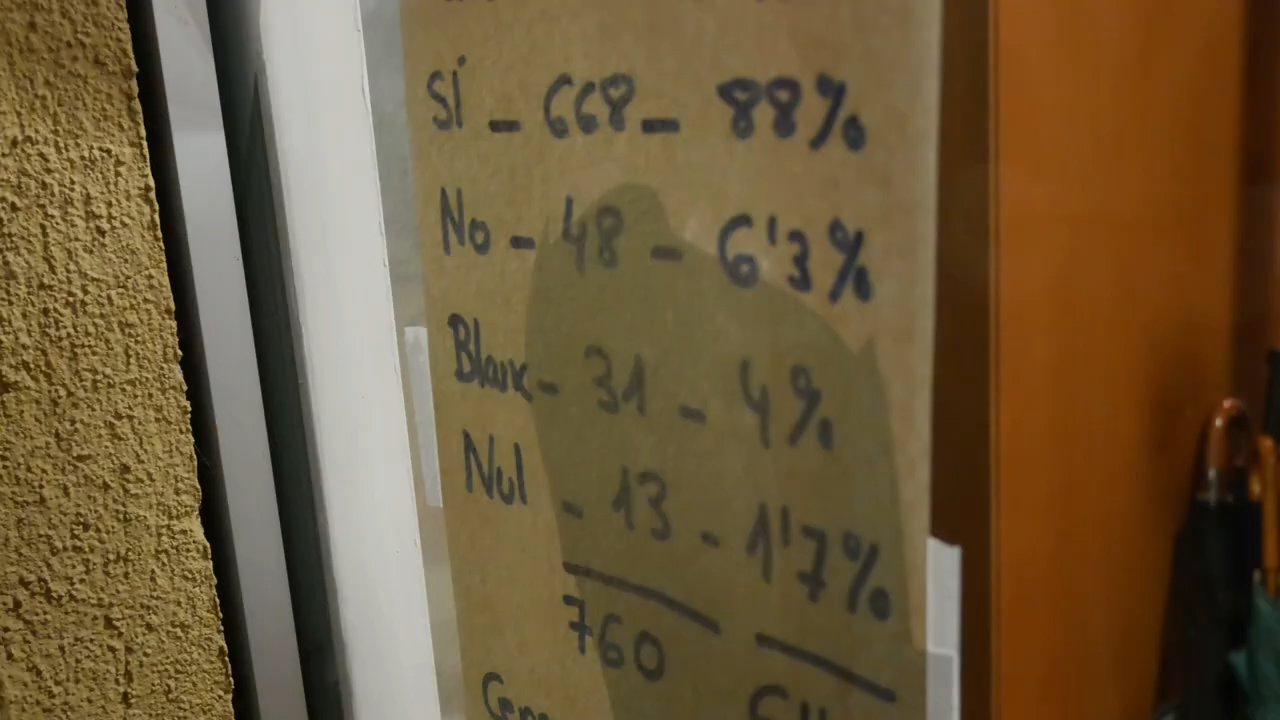 SÍ - 668 - 88%
No - 48 - 6'3%
Blanc - 31 - 4%
Nul - 13 - 1'7%
760